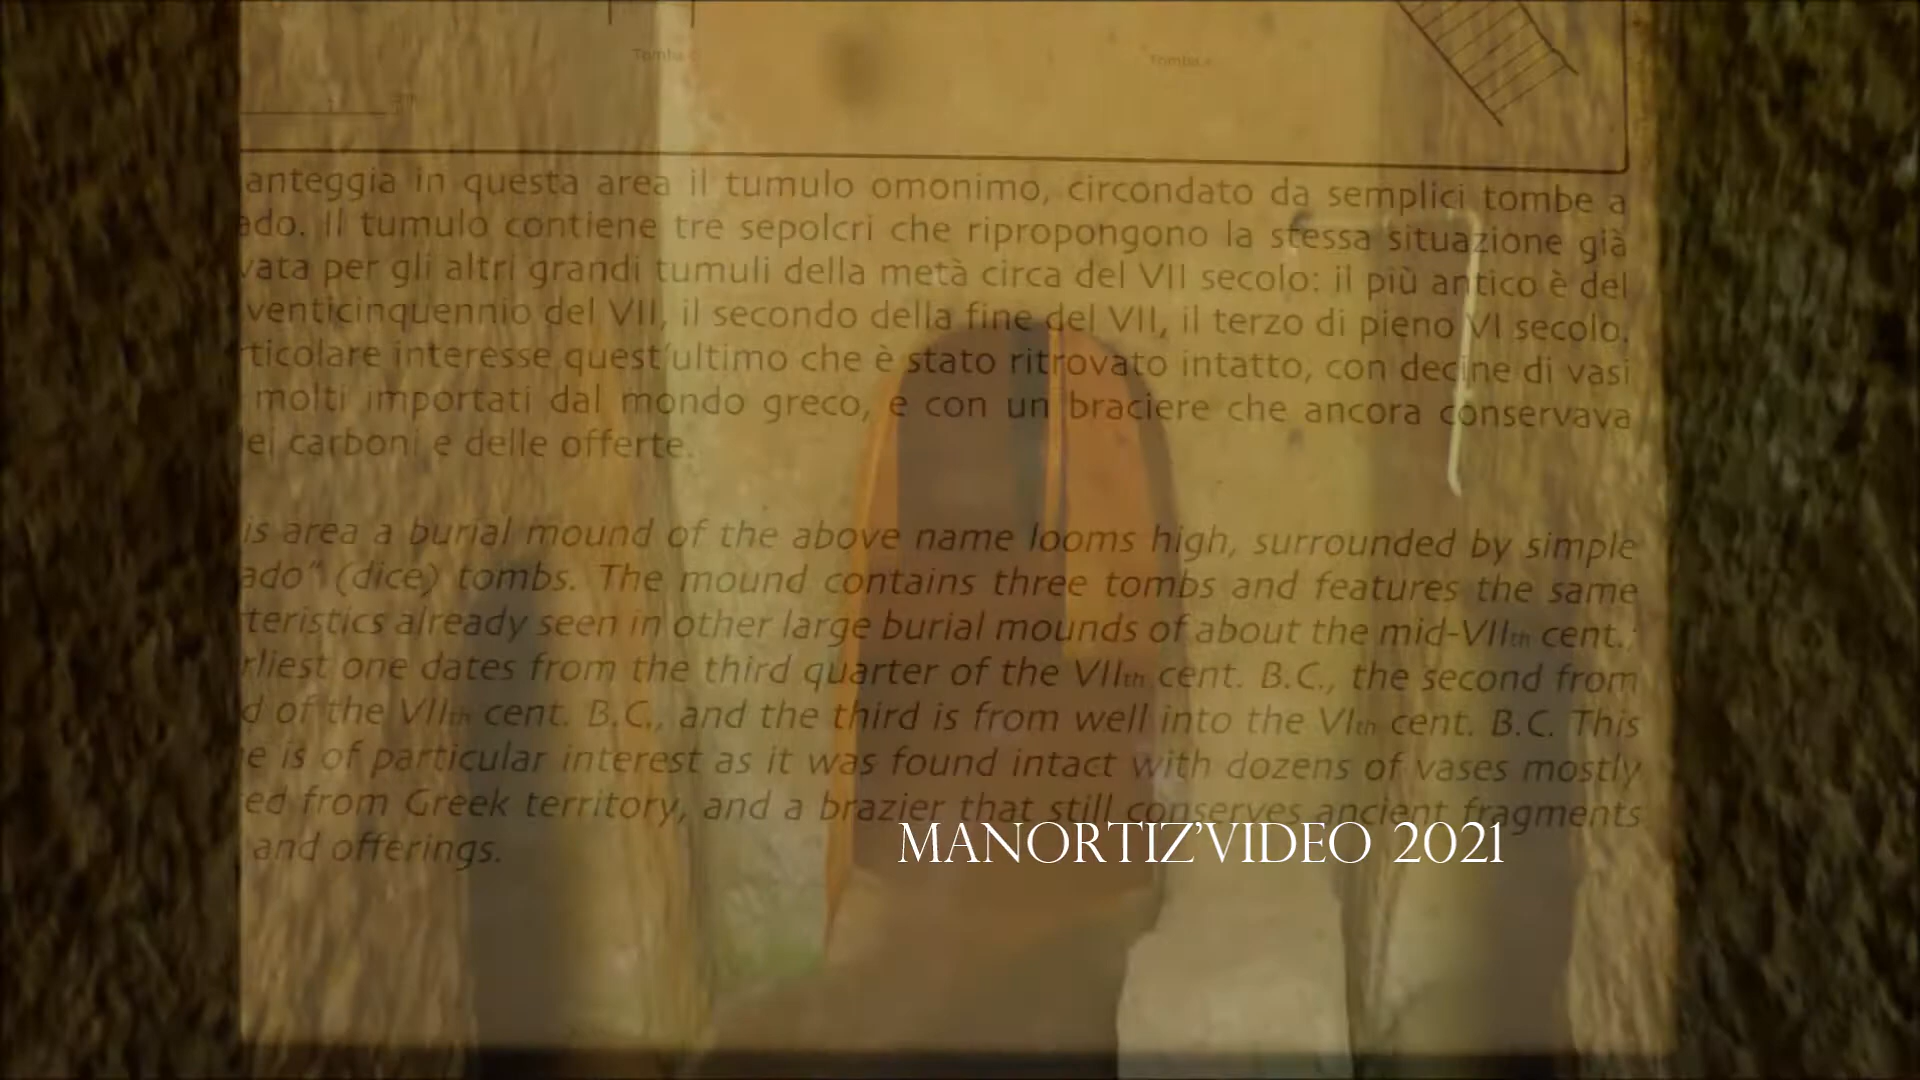 Tomba
Tomba
anteggia in questa area il tumulo omonimo, circondato da semplici tombe a
ado. Il tumulo contiene tre sepolcri che ripropongono la stessa situazione già
vata per gli altri grandi tumuli della metà circa del VII secolo: il più antico è del
venticinquennio del VII, il secondo della fine del VII, il terzo di pieno VI secolo.
ticolare interesse quest'ultimo che è stato ritrovato intatto, con decine di vasi
molti importati dal mondo greco, e con un braciere che ancora conservava
ei carboni e delle offerte.
is area a burial mound of the above name looms high, surrounded by simple
ado" (dice) tombs. The mound contains three tombs and features the same
teristics already seen in other large burial mounds of about the mid-VIIth cent.
rliest one dates from the third quarter of the VIIth cent. B.C., the second from
d of the VIIth cent. B.C., and the third is from well into the VIth cent. B.C. This
e is of particular interest as it was found intact with dozens of vases mostly
ed from Greek territory, and a brazier that still conserves ancient fragments
and offerings.
MANORTIZ'VIDEO 2021